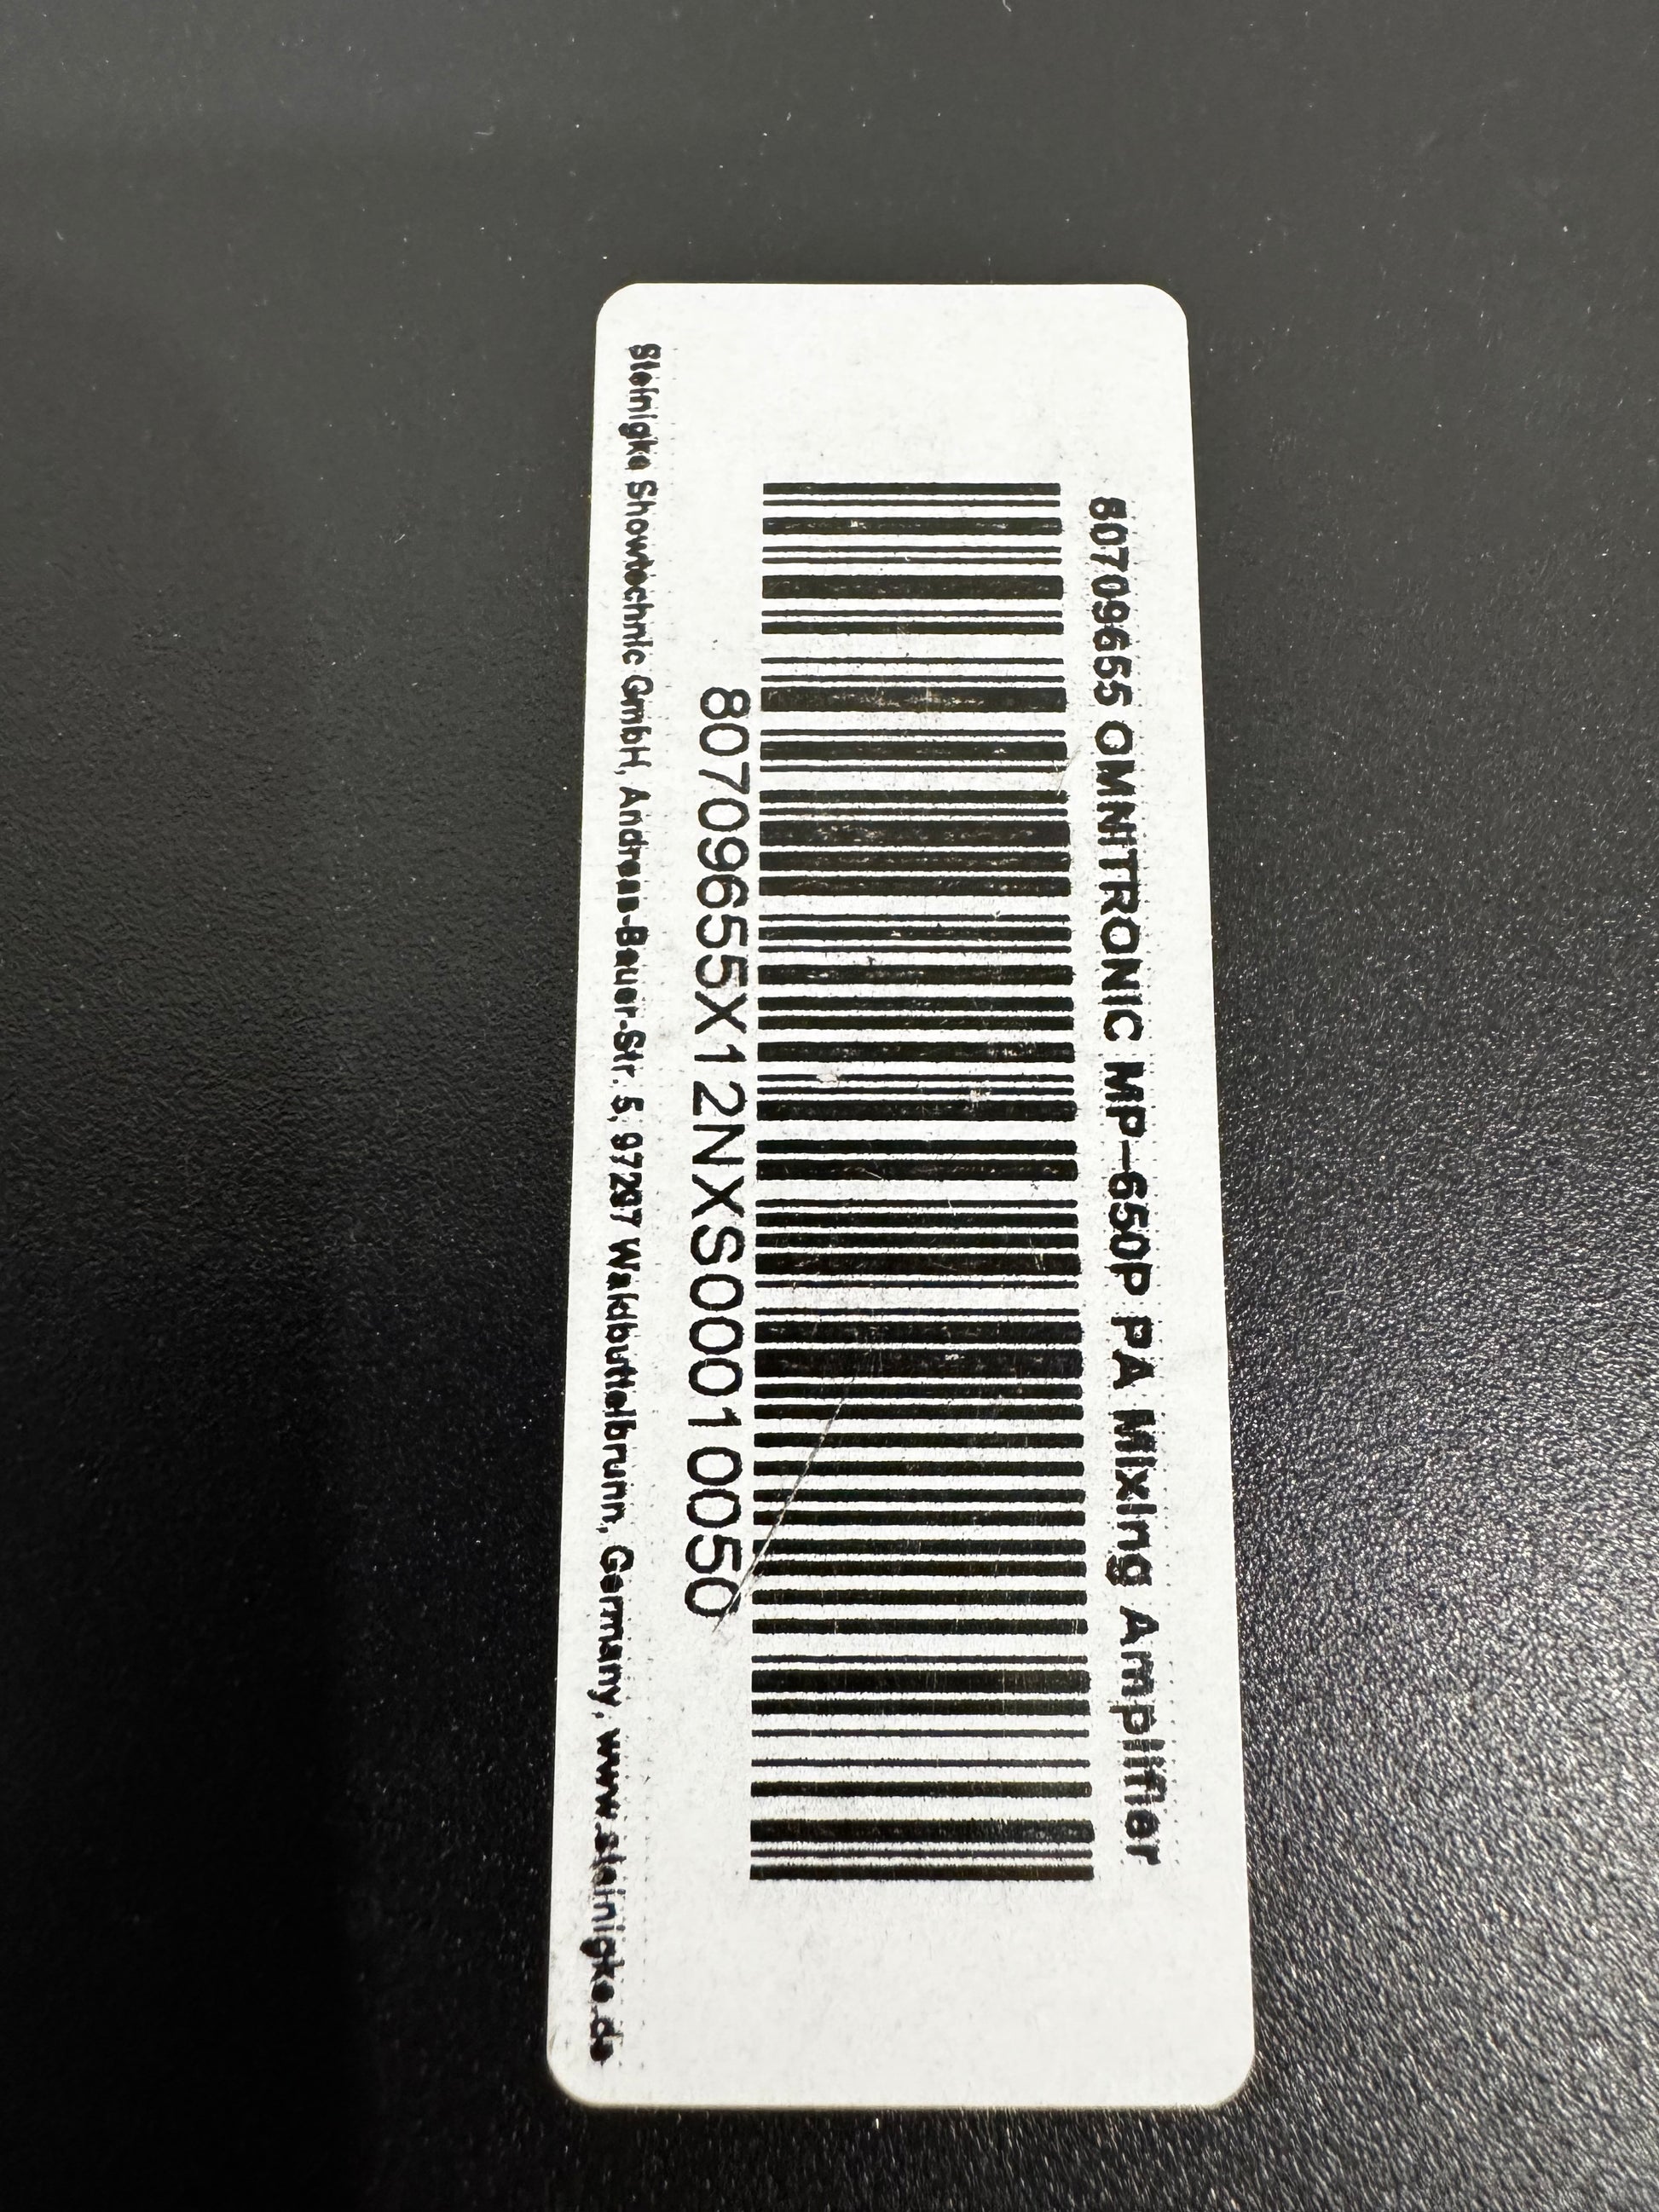 80709655 OMNITRONIC MP-650P PA Mixing Amplifier
80709655X12NXS00010050
Steinigke Showtechnic GmbH, Andreas-Bauer-Str. 5, 97297 Waldbüttelbrunn, Germany, www.steinigke.de